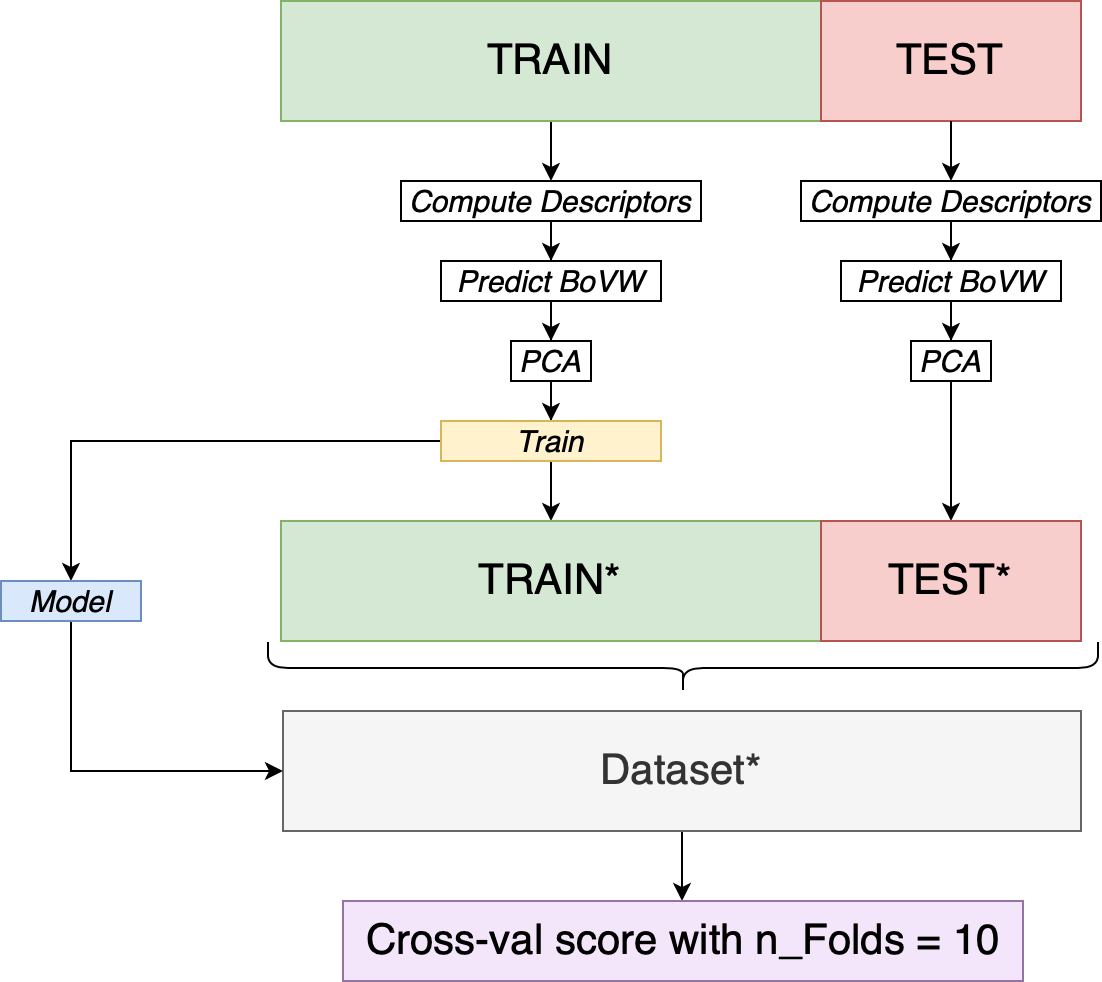 TRAIN
TEST
Compute Descriptors
Compute Descriptors
Predict BoVW
Predict BoVW
PCA
PCA
Train
TRAIN*
TEST*
Model
Dataset*
Cross-val score with n_Folds = 10